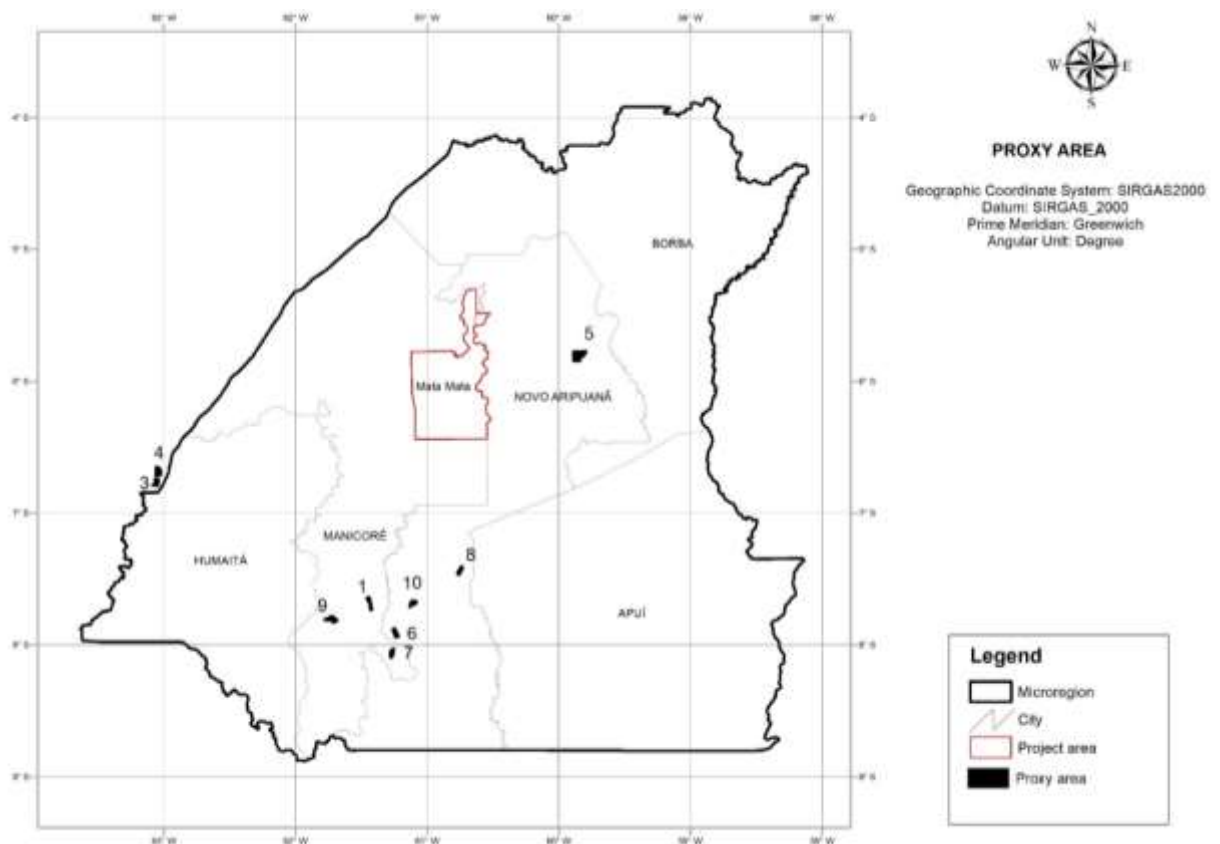 N
W E
S
PROXY AREA
Geographic Coordinate System: SIRGAS2000
Datum: SIRGAS_2000
Prime Meridian: Greenwich
Angular Unit: Degree
BORBA
5
Mata Mata
NOVO ARIPUANÃ
4
3
MANICORÉ
HUMAITÁ
8
10
1
9
APUÍ
6
7
Legend
Microregion
City
Project area
Proxy area